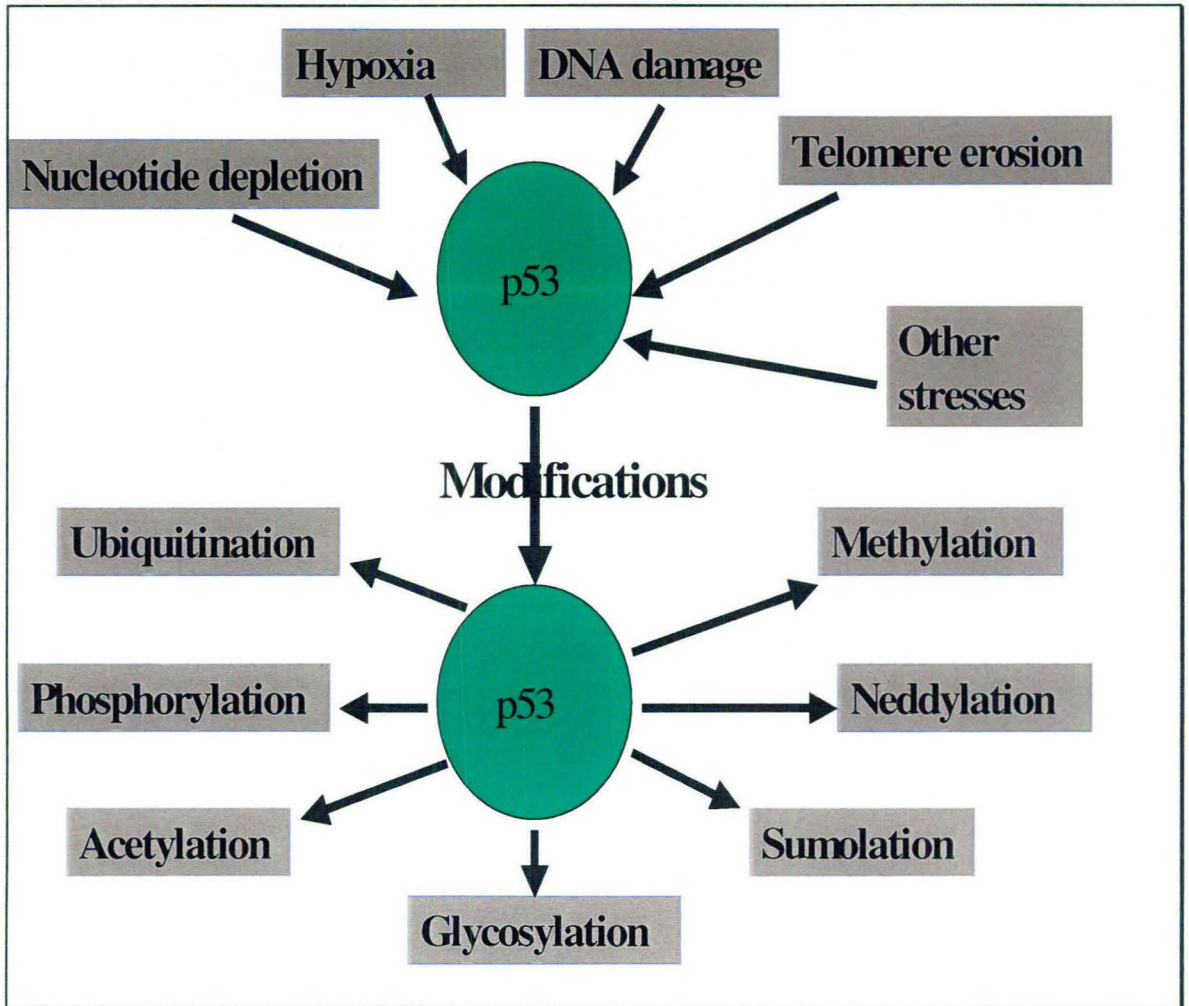 Hypoxia
DNA damage
Nucleotide depletion
Telomere erosion
p53
Other
stresses
Modifications
Ubiquitination
Methylation
Phosphorylation
p53
Neddylation
Acetylation
Sumolation
Glycosylation